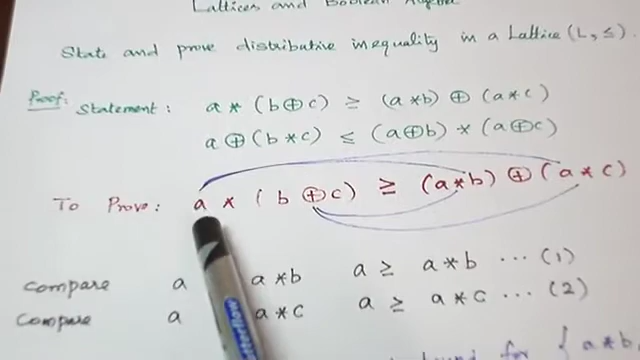 Lattices and Boolean Algebra
State and prove distributive inequality in a Lattice (L, ≤).
Proof: Statement: a * (b ⊕ c) ≥ (a * b) ⊕ (a * c)
a ⊕ (b * c) ≤ (a ⊕ b) * (a ⊕ c)
To Prove: a * (b ⊕ c) ≥ (a * b) ⊕ (a * c)
compare a a * b a ≥ a * b ... (1)
Compare a a * c a ≥ a * c ... (2)
for { a * b,